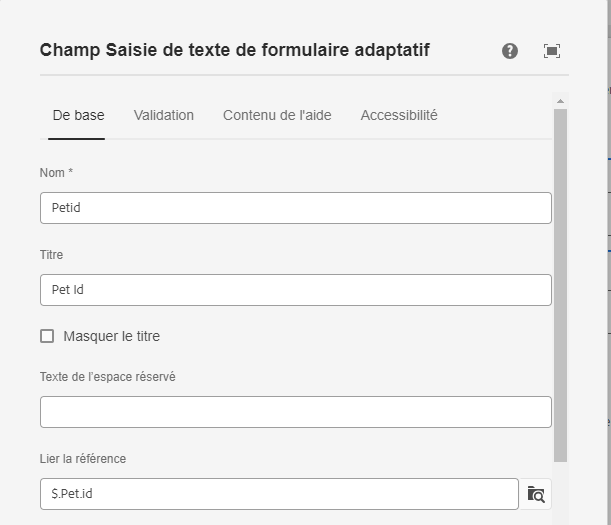 Champ Saisie de texte de formulaire adaptatif
De base Validation Contenu de l'aide Accessibilité
Nom *
Petid
Titre
Pet Id
Masquer le titre
Texte de l'espace réservé
Lier la référence
$.Pet.id